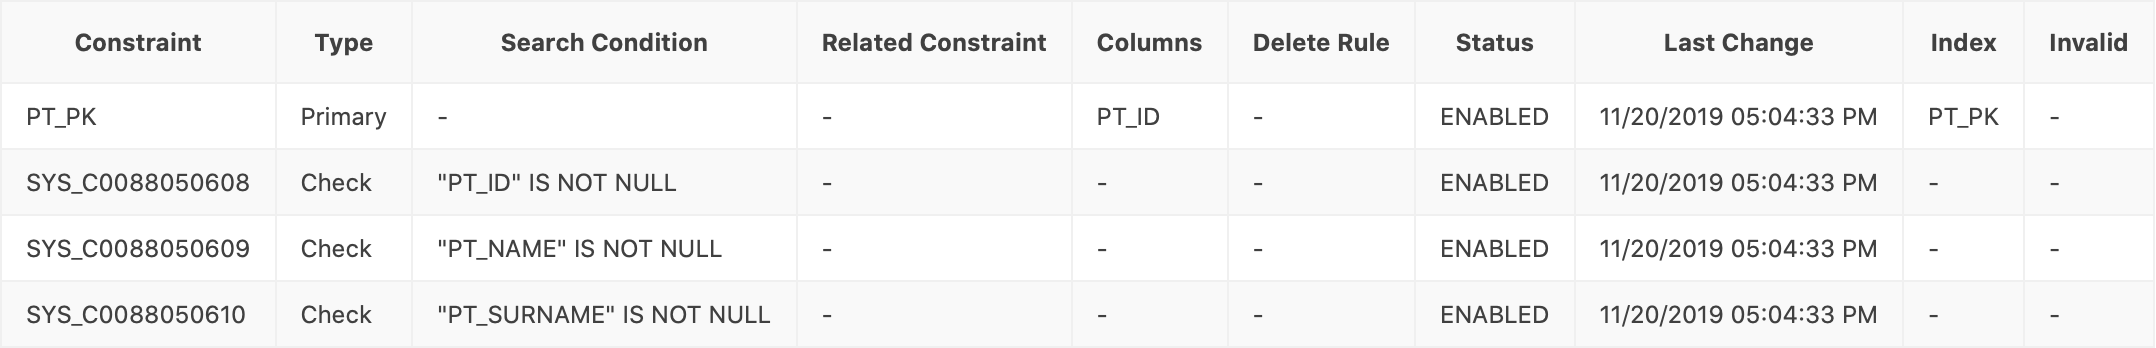 Constraint Type Search Condition Related Constraint Columns Delete Rule Status Last Change Index Invalid
PT_PK Primary - - PT_ID - ENABLED 11/20/2019 05:04:33 PM PT_PK -
SYS_C0088050608 Check "PT_ID" IS NOT NULL - - - ENABLED 11/20/2019 05:04:33 PM - -
SYS_C0088050609 Check "PT_NAME" IS NOT NULL - - - ENABLED 11/20/2019 05:04:33 PM - -
SYS_C0088050610 Check "PT_SURNAME" IS NOT NULL - - - ENABLED 11/20/2019 05:04:33 PM - -